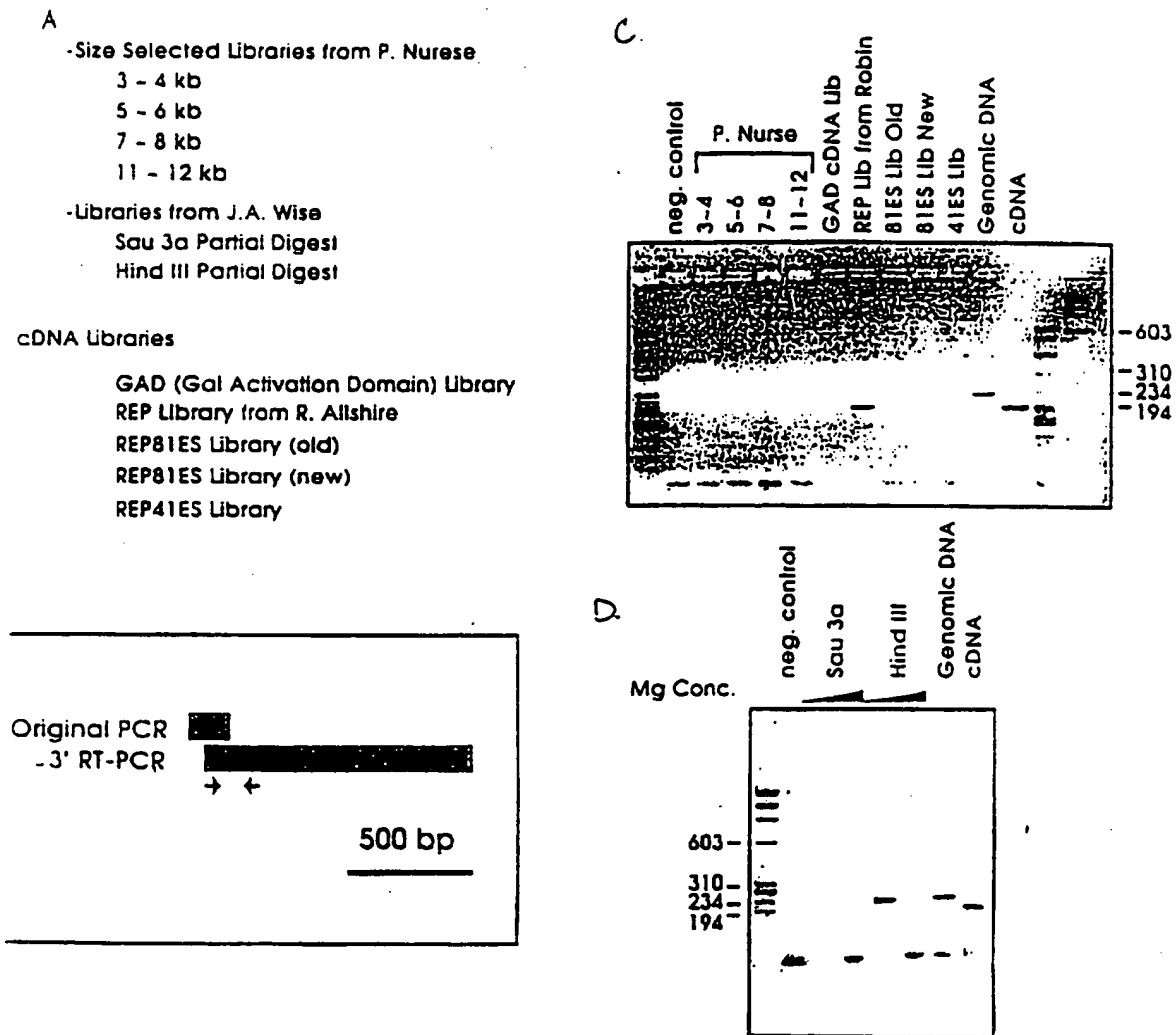 A
-Size Selected Libraries from P. Nurese
3 - 4 kb
5 - 6 kb
7 - 8 kb
11 - 12 kb
-Libraries from J.A. Wise
Sau 3a Partial Digest
Hind III Partial Digest
cDNA Libraries
GAD (Gal Activation Domain) Library
REP Library from R. Allshire
REP81ES Library (old)
REP81ES Library (new)
REP41ES Library
Original PCR
3' RT-PCR
500 bp
C.
P. Nurse
neg. control
3-4
5-6
7-8
11-12
GAD cDNA Lib
REP Lib from Robin
81ES Lib Old
81ES Lib New
41ES Lib
Genomic DNA
cDNA
603
310
234
194
D.
neg. control
Sau 3a
Hind III
Genomic DNA
cDNA
Mg Conc.
603
310
234
194